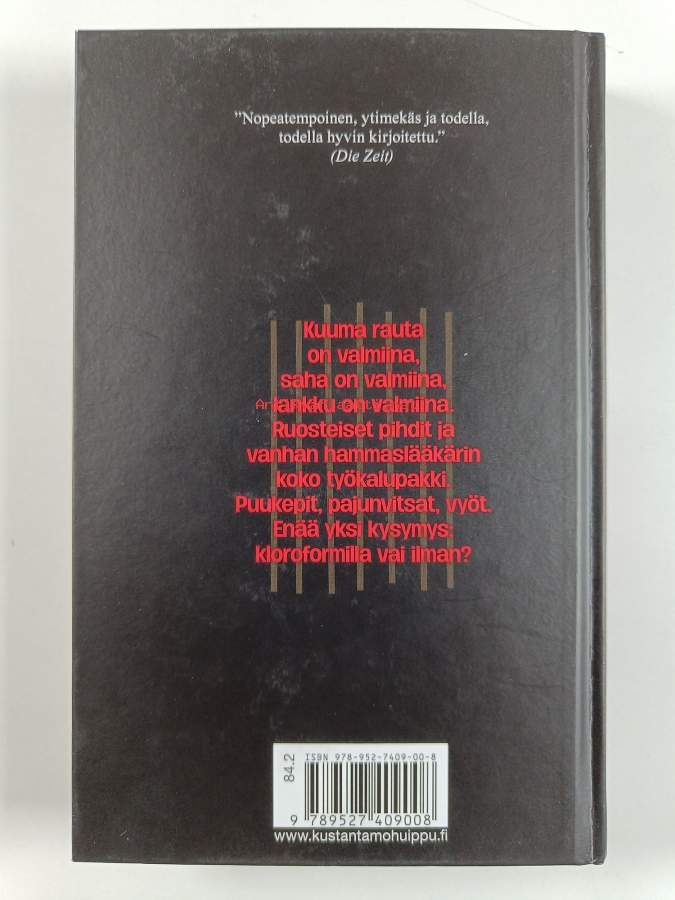 ”Nopeatempoinen, ytimekäs ja todella,
todella hyvin kirjoitettu.”
(Die Zeit)
Kuuma rauta
on valmiina,
saha on valmiina,
lankku on valmiina.
Ruosteiset pihdit ja
vanhan hammaslääkärin
koko työkalupakki.
Puukepit, pajunvitsat, vyöt.
Enää yksi kysymys:
kloroformilla vai ilman?
84.2
ISBN 978-952-7409-00-8
9 789527 409008
www.kustantamohuippu.fi